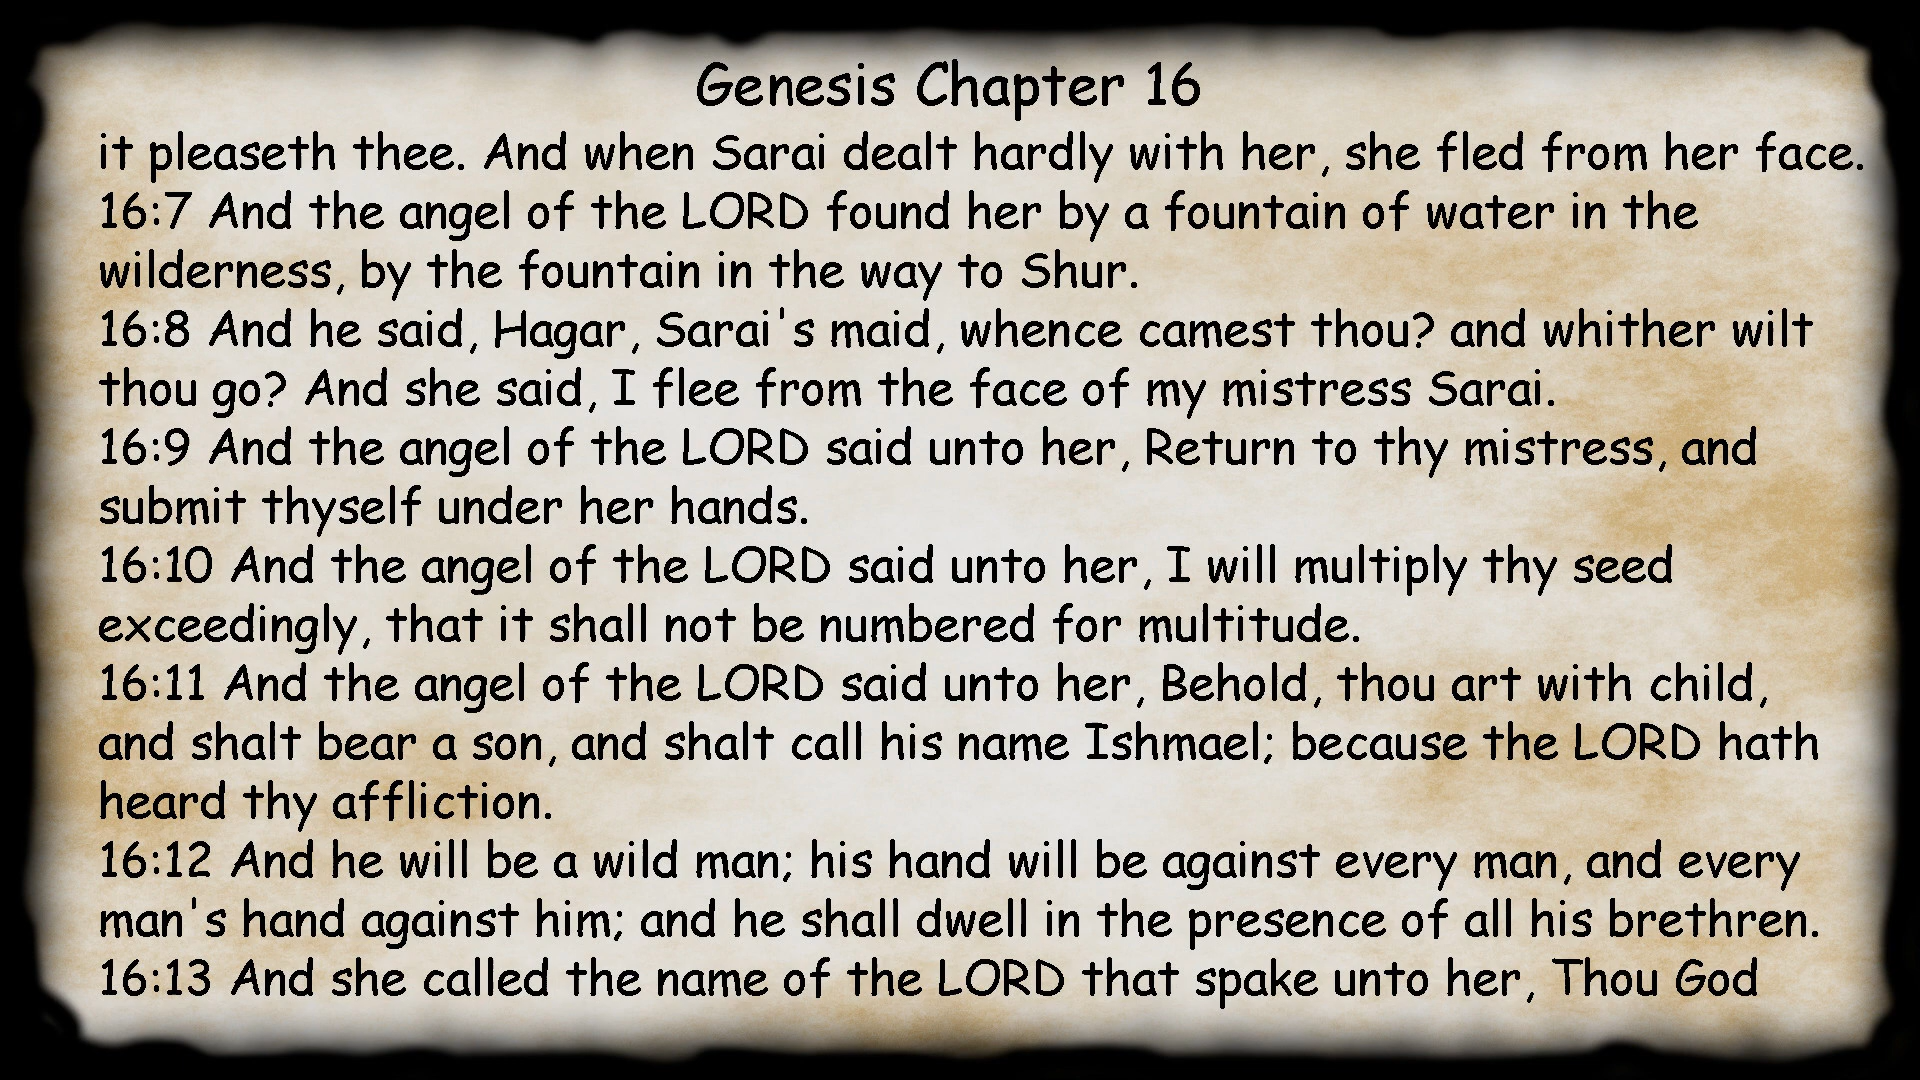 Genesis Chapter 16
it pleaseth thee. And when Sarai dealt hardly with her, she fled from her face.
16:7 And the angel of the LORD found her by a fountain of water in the
wilderness, by the fountain in the way to Shur.
16:8 And he said, Hagar, Sarai's maid, whence camest thou? and whither wilt
thou go? And she said, I flee from the face of my mistress Sarai.
16:9 And the angel of the LORD said unto her, Return to thy mistress, and
submit thyself under her hands.
16:10 And the angel of the LORD said unto her, I will multiply thy seed
exceedingly, that it shall not be numbered for multitude.
16:11 And the angel of the LORD said unto her, Behold, thou art with child,
and shalt bear a son, and shalt call his name Ishmael; because the LORD hath
heard thy affliction.
16:12 And he will be a wild man; his hand will be against every man, and every
man's hand against him; and he shall dwell in the presence of all his brethren.
16:13 And she called the name of the LORD that spake unto her, Thou God